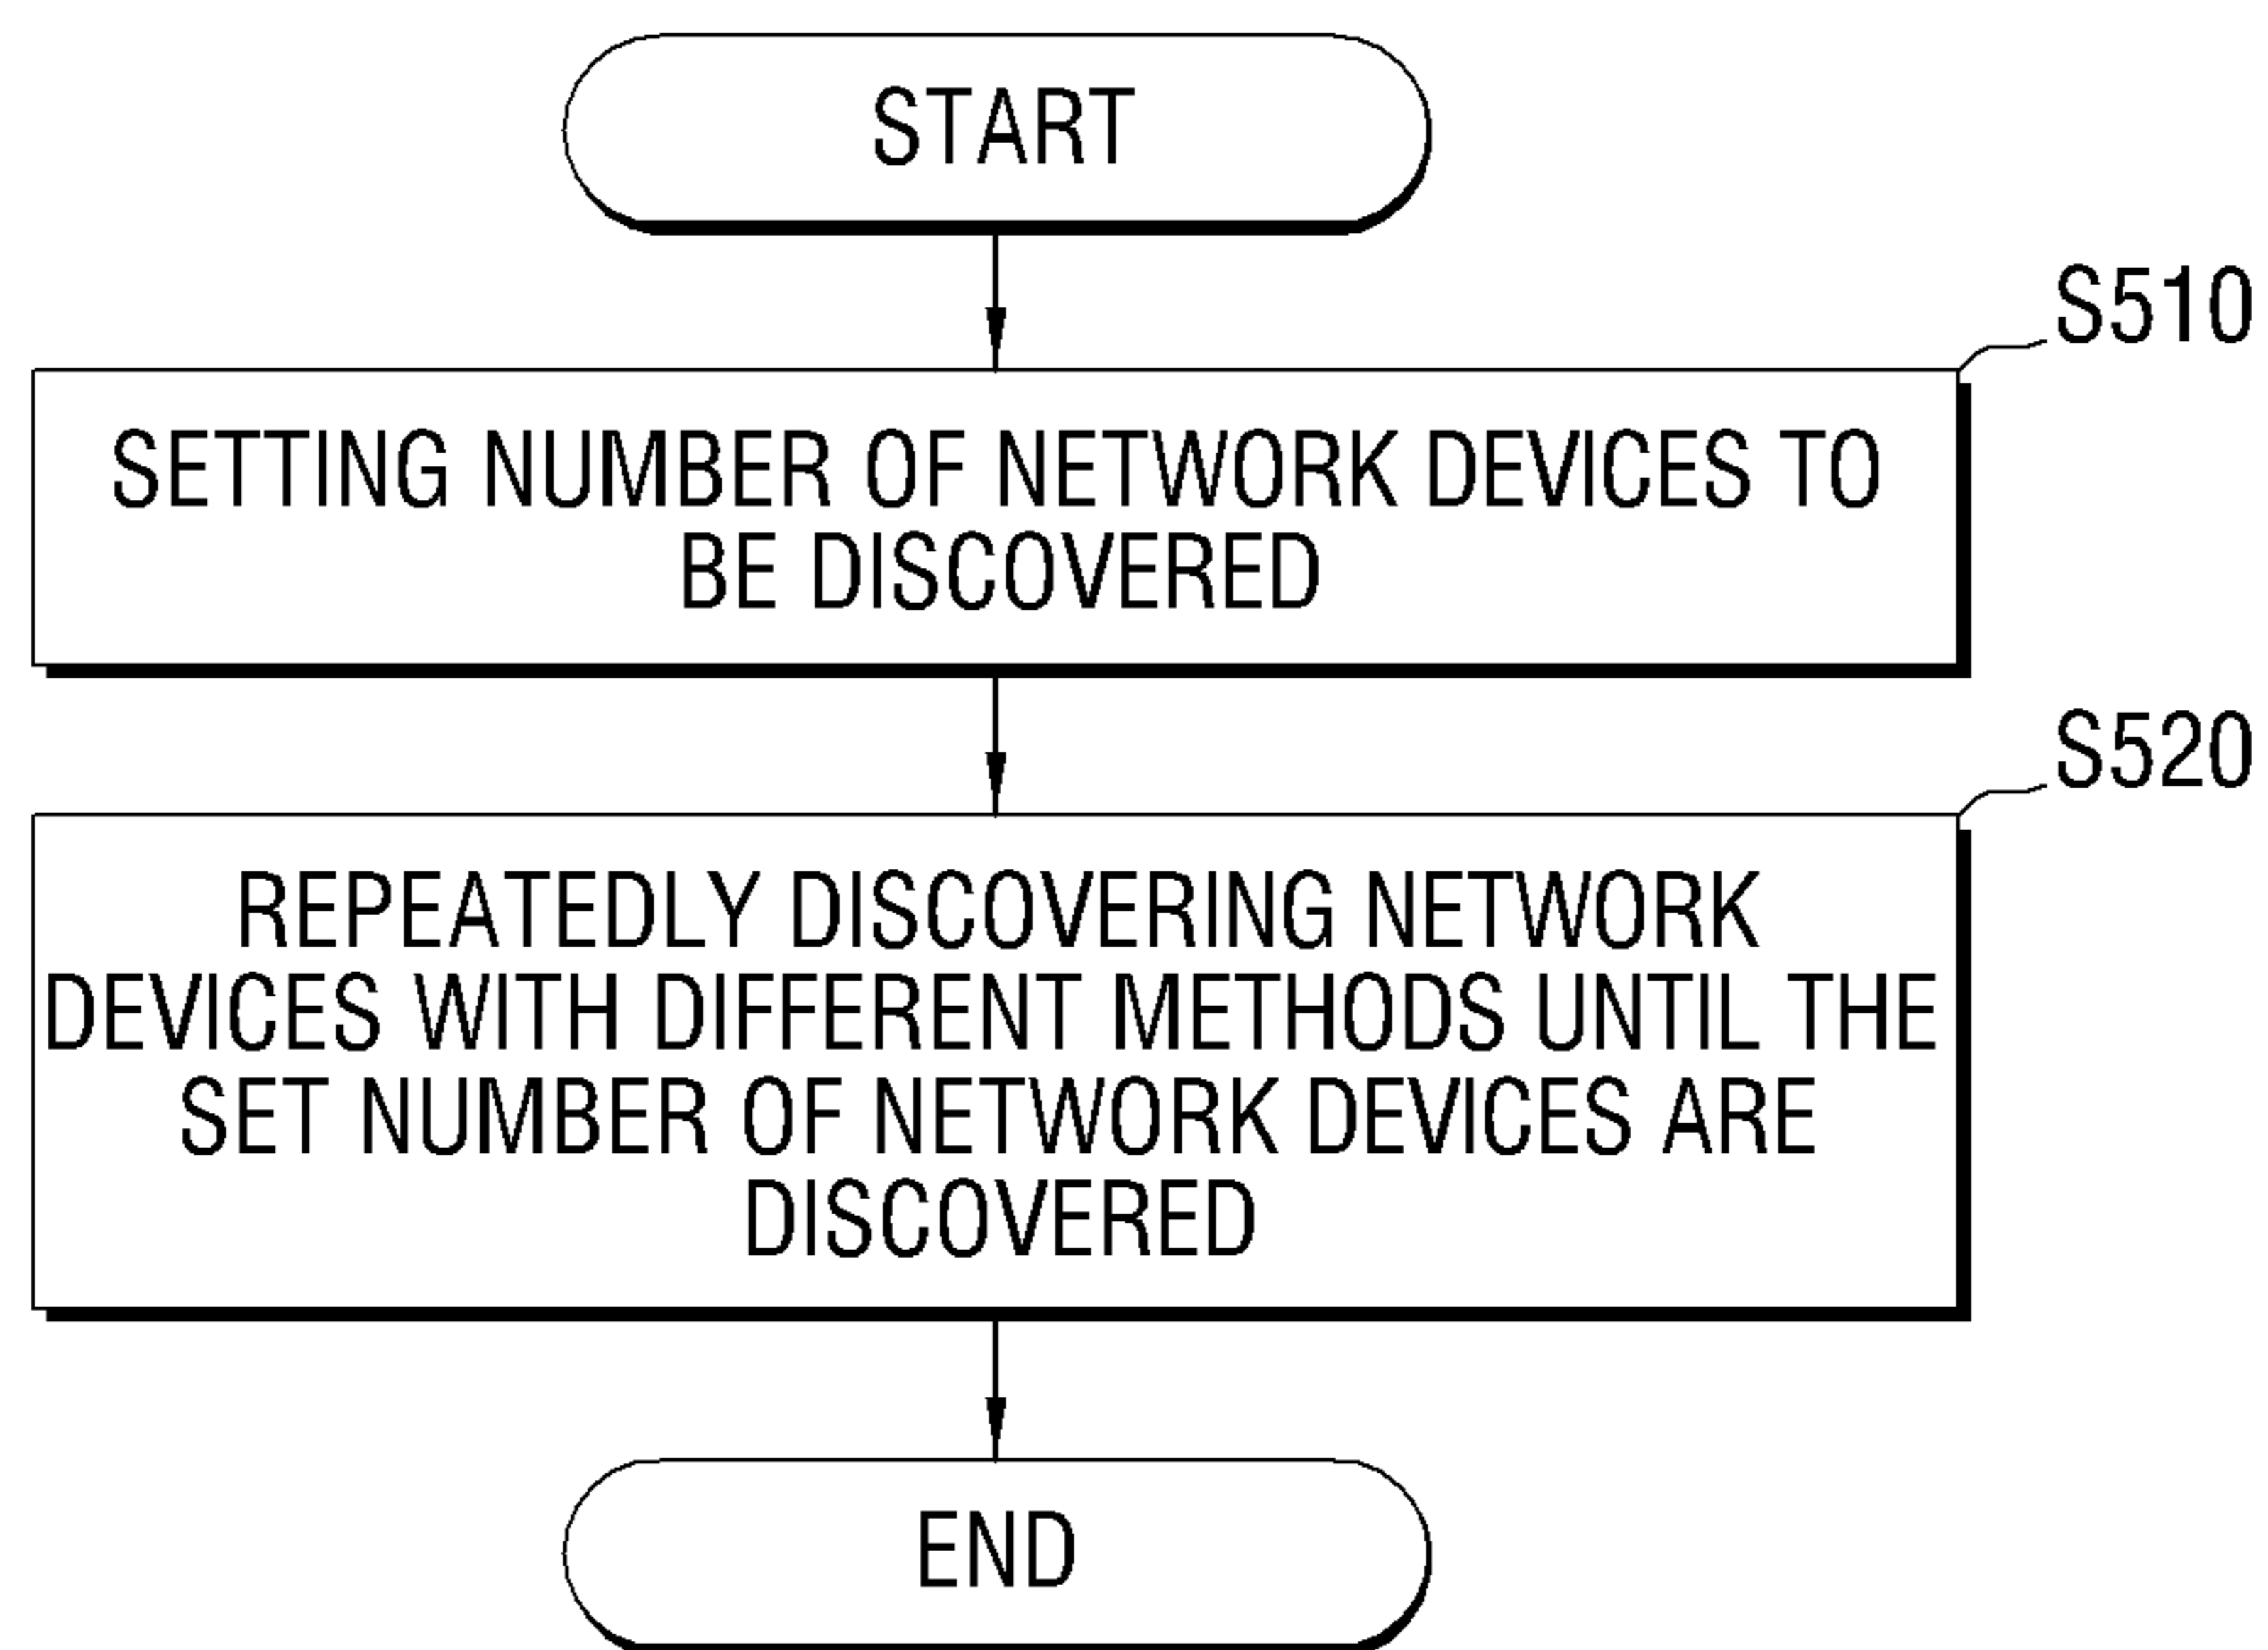 START
S510
SETTING NUMBER OF NETWORK DEVICES TO
BE DISCOVERED
S520
REPEATEDLY DISCOVERING NETWORK
DEVICES WITH DIFFERENT METHODS UNTIL THE
SET NUMBER OF NETWORK DEVICES ARE
DISCOVERED
END